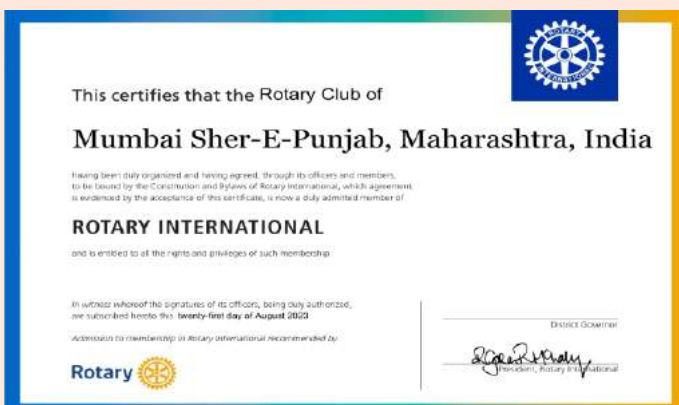 ROTARY
INTERNATIONAL
This certifies that the Rotary Club of
Mumbai Sher-E-Punjab, Maharashtra, India
having been duly organized and having agreed, through its officers and members,
to be bound by the Constitution and Bylaws of Rotary International, which agreement
is evidenced by the acceptance of this certificate, is now a duly admitted member of
ROTARY INTERNATIONAL
and is entitled to all the rights and privileges of such membership
In witness whereof the signatures of its officers, being duly authorized,
are subscribed hereto this twenty-first day of August 2023
Admission to membership in Rotary International recommended by
District Governor
President, Rotary International
Rotary